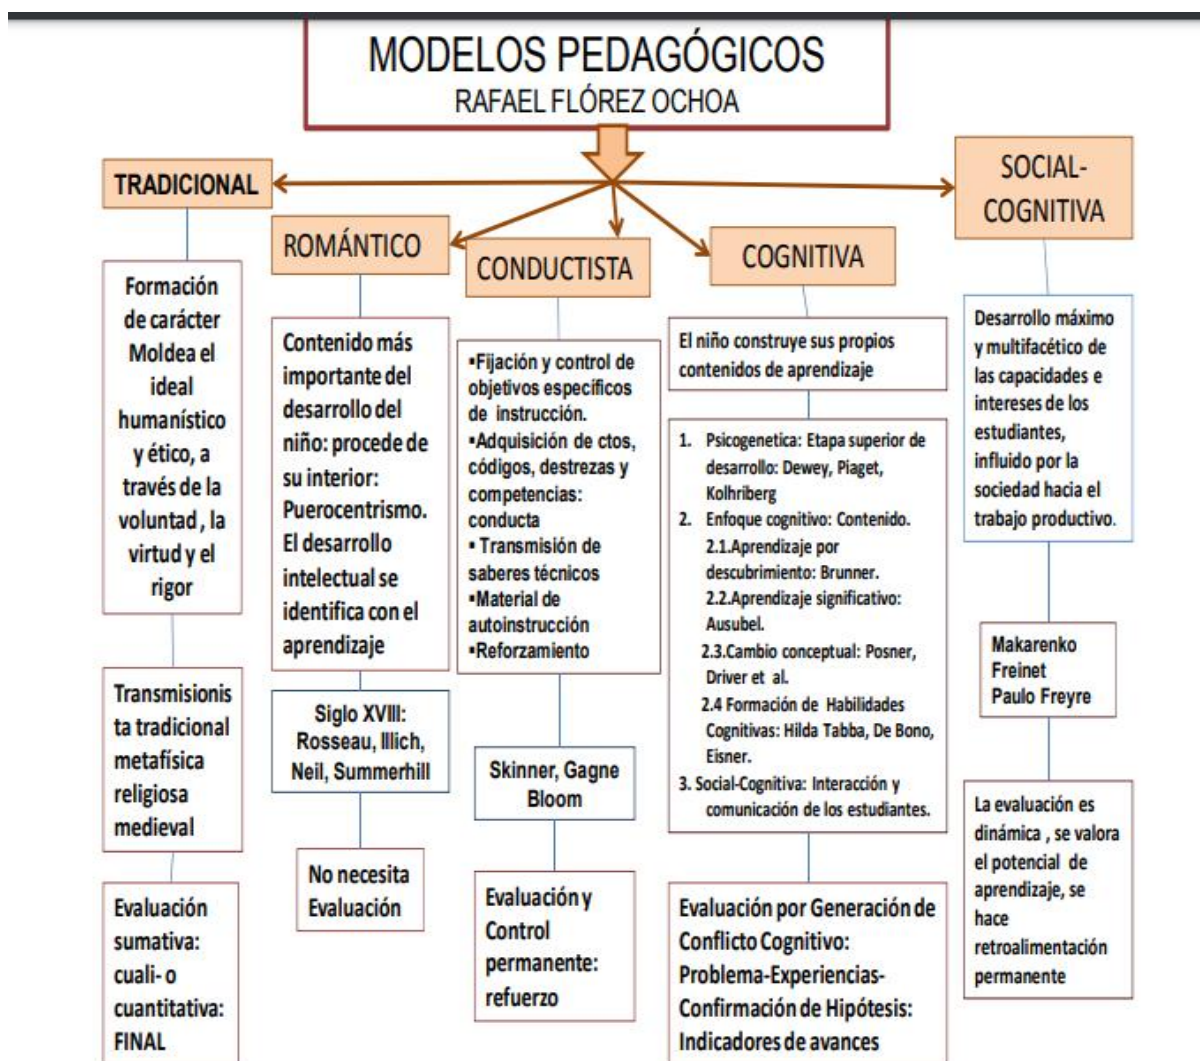 MODELOS PEDAGÓGICOS
RAFAEL FLÓREZ OCHOA
TRADICIONAL
Formación
de carácter
Moldea el
ideal
humanístico
y ético, a
través de la
voluntad , la
virtud y el
rigor
Transmisionis
ta tradicional
metafísica
religiosa
medieval
Evaluación
sumativa:
cuali- o
cuantitativa:
FINAL
ROMÁNTICO
Contenido más
importante del
desarrollo del
niño: procede de
su interior:
Puerocentrismo.
El desarrollo
intelectual se
identifica con el
aprendizaje
Siglo XVIII:
Rosseau, Illich,
Neil, Summerhill
No necesita
Evaluación
CONDUCTISTA
▪Fijación y control de
objetivos específicos
de instrucción.
▪Adquisición de ctos,
códigos, destrezas y
competencias:
conducta
▪ Transmisión de
saberes técnicos
▪Material de
autoinstrucción
▪Reforzamiento
Skinner, Gagne
Bloom
Evaluación y
Control
permanente:
refuerzo
COGNITIVA
El niño construye sus propios
contenidos de aprendizaje
1. Psicogenetica: Etapa superior de
desarrollo: Dewey, Piaget,
Kolhriberg
2. Enfoque cognitivo: Contenido.
2.1.Aprendizaje por
descubrimiento: Brunner.
2.2.Aprendizaje significativo:
Ausubel.
2.3.Cambio conceptual: Posner,
Driver et al.
2.4 Formación de Habilidades
Cognitivas: Hilda Tabba, De Bono,
Eisner.
3. Social-Cognitiva: Interacción y
comunicación de los estudiantes.
Evaluación por Generación de
Conflicto Cognitivo:
Problema-Experiencias-
Confirmación de Hipótesis:
Indicadores de avances
SOCIAL-
COGNITIVA
Desarrollo máximo
y multifacético de
las capacidades e
intereses de los
estudiantes,
influido por la
sociedad hacia el
trabajo productivo.
Makarenko
Freinet
Paulo Freyre
La evaluación es
dinámica , se valora
el potencial de
aprendizaje, se
hace
retroalimentación
permanente